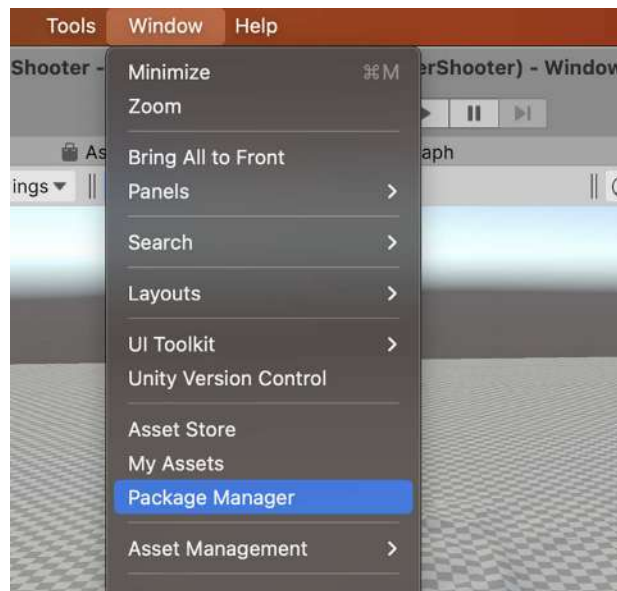 Tools Window Help
Shooter - erShooter) - Window
Minimize ⌘M
Zoom
As aph
Bring All to Front
ings
Panels
Search
Layouts
UI Toolkit
Unity Version Control
Asset Store
My Assets
Package Manager
Asset Management